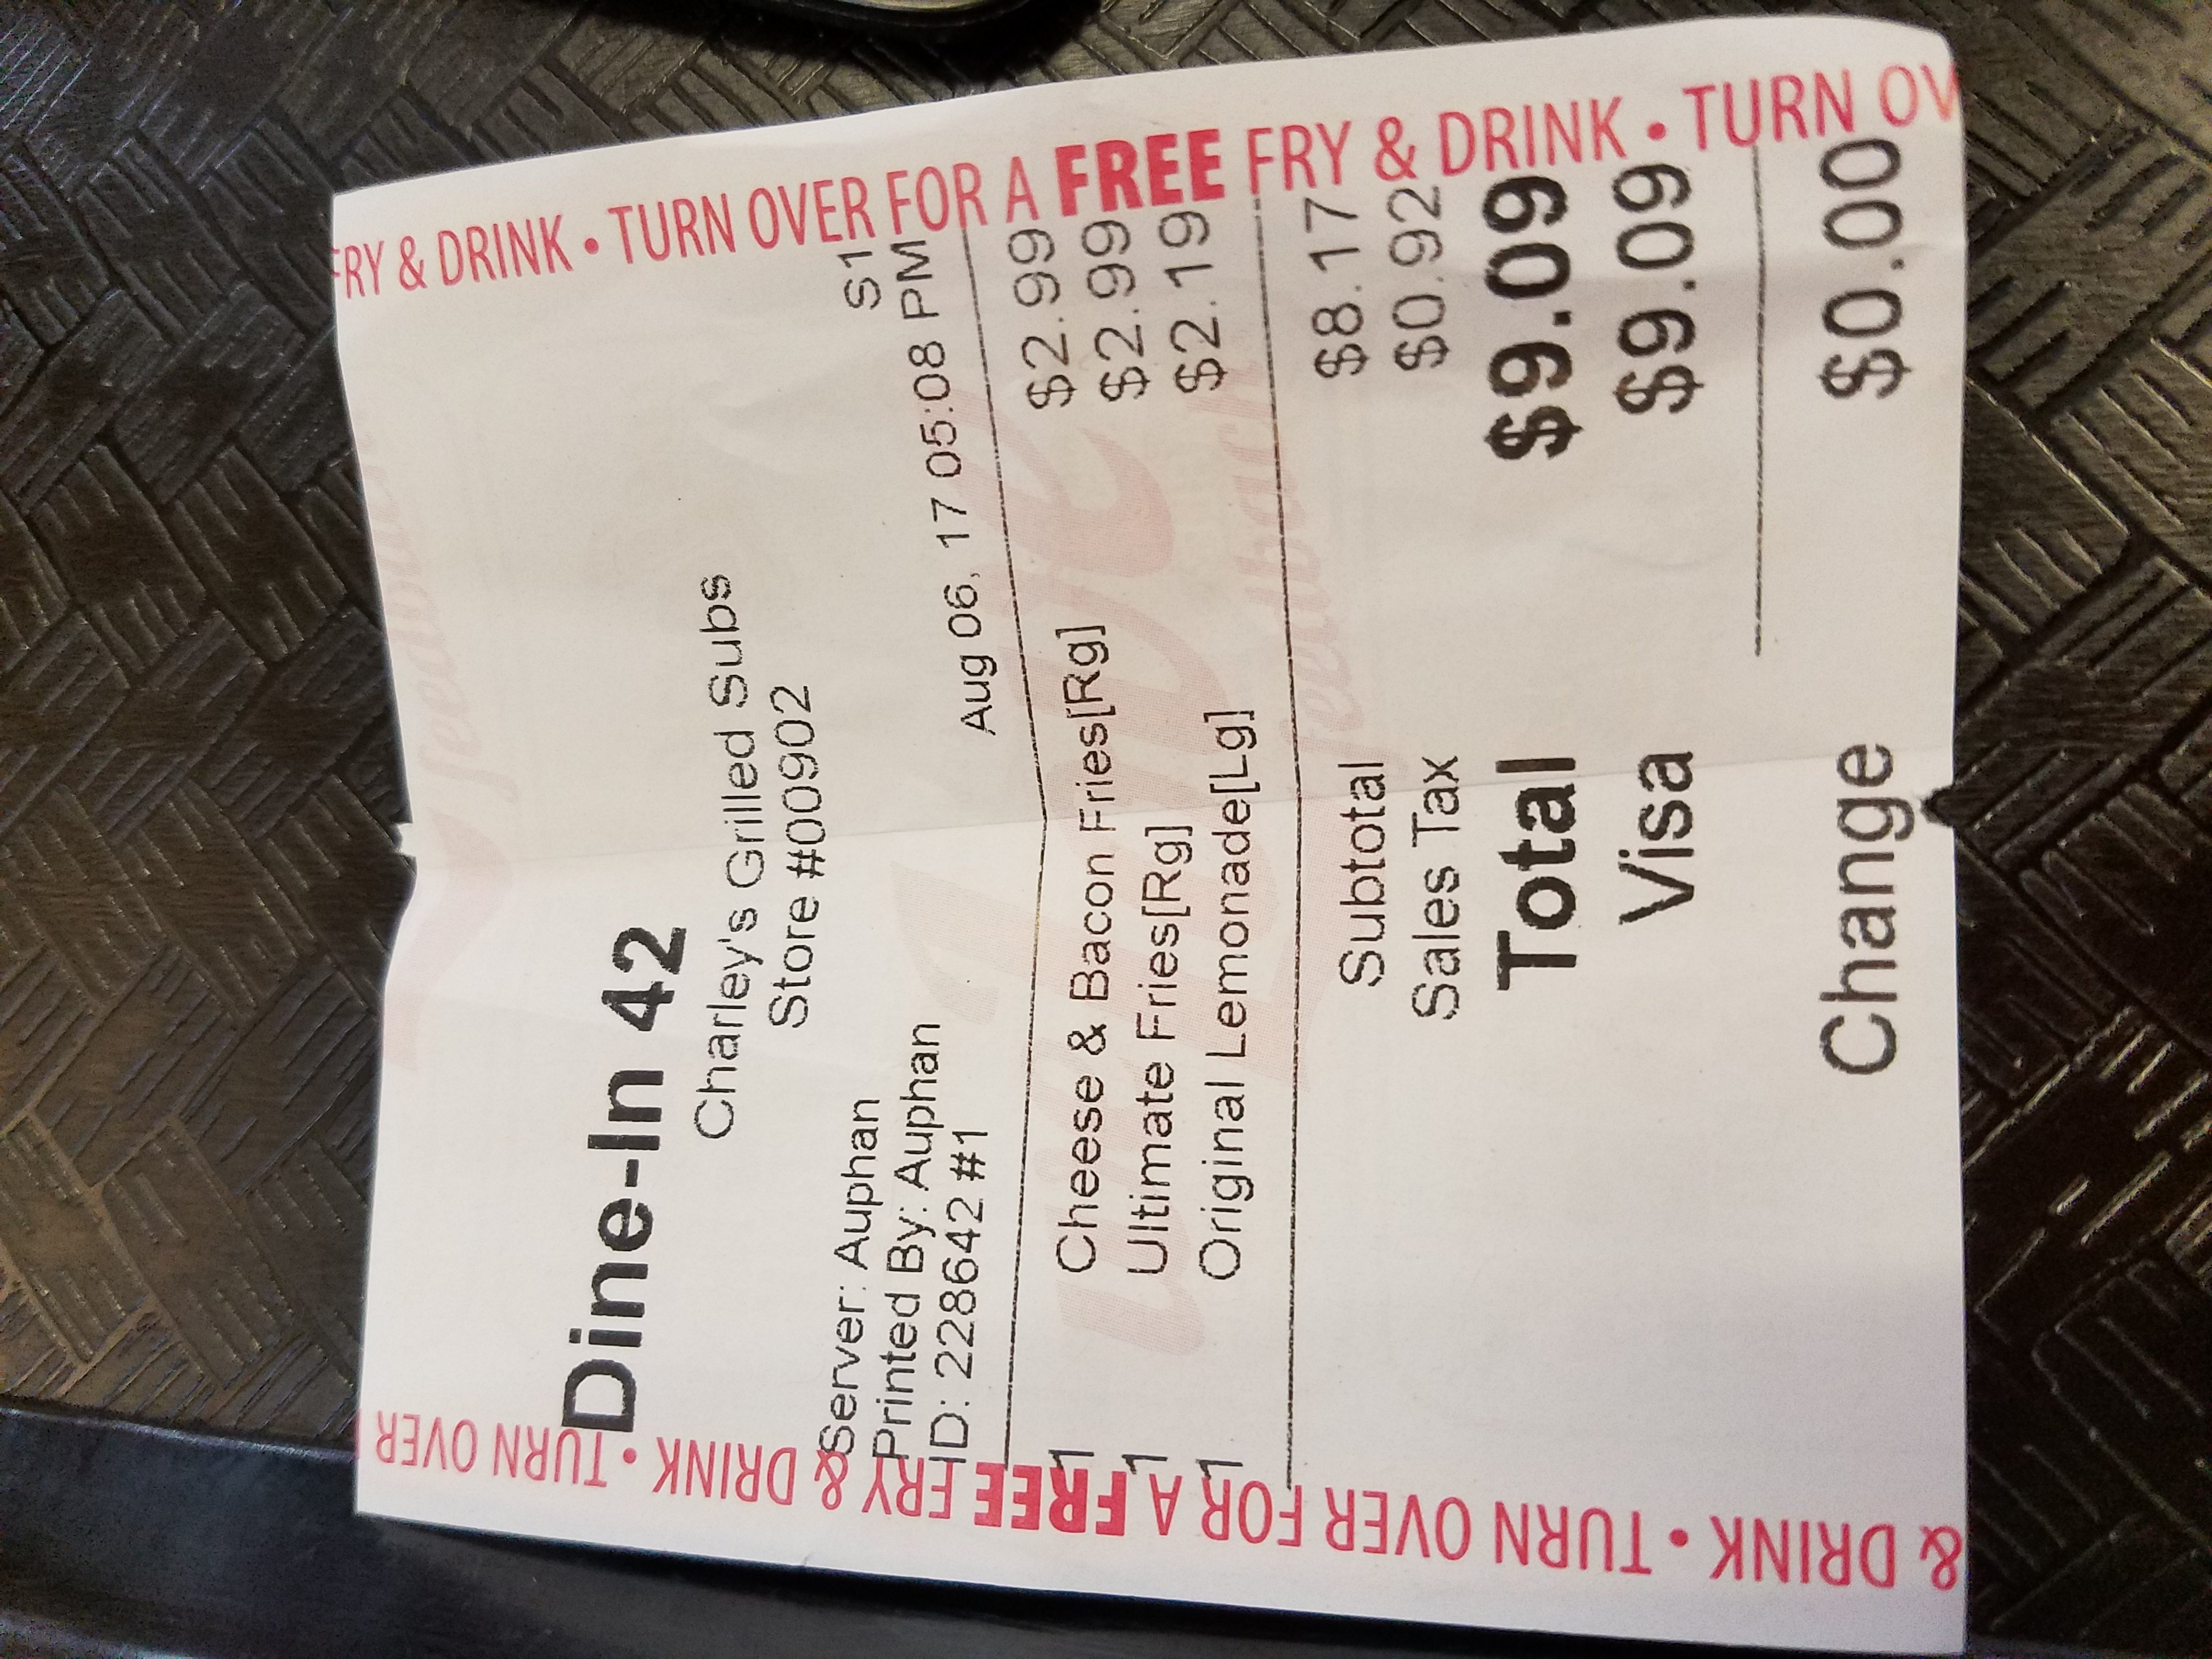 FRY & DRINK • TURN OVER FOR A FREE FRY & DRINK • TURN OV
Dine-In 42
Charley's Grilled Subs
Store #00902
Server: Auphan S1
Printed By: Auphan
ID: 228642 #1 Aug 06, 17 05:08 PM
1 Cheese & Bacon Fries[Rg] $2.99
1 Ultimate Fries[Rg] $2.99
1 Original Lemonade[Lg] $2.19
Subtotal $8.17
Sales Tax $0.92
Total $9.09
Visa $9.09
Change $0.00
& DRINK • TURN OVER FOR A FREE FRY & DRINK • TURN OVER
feedback